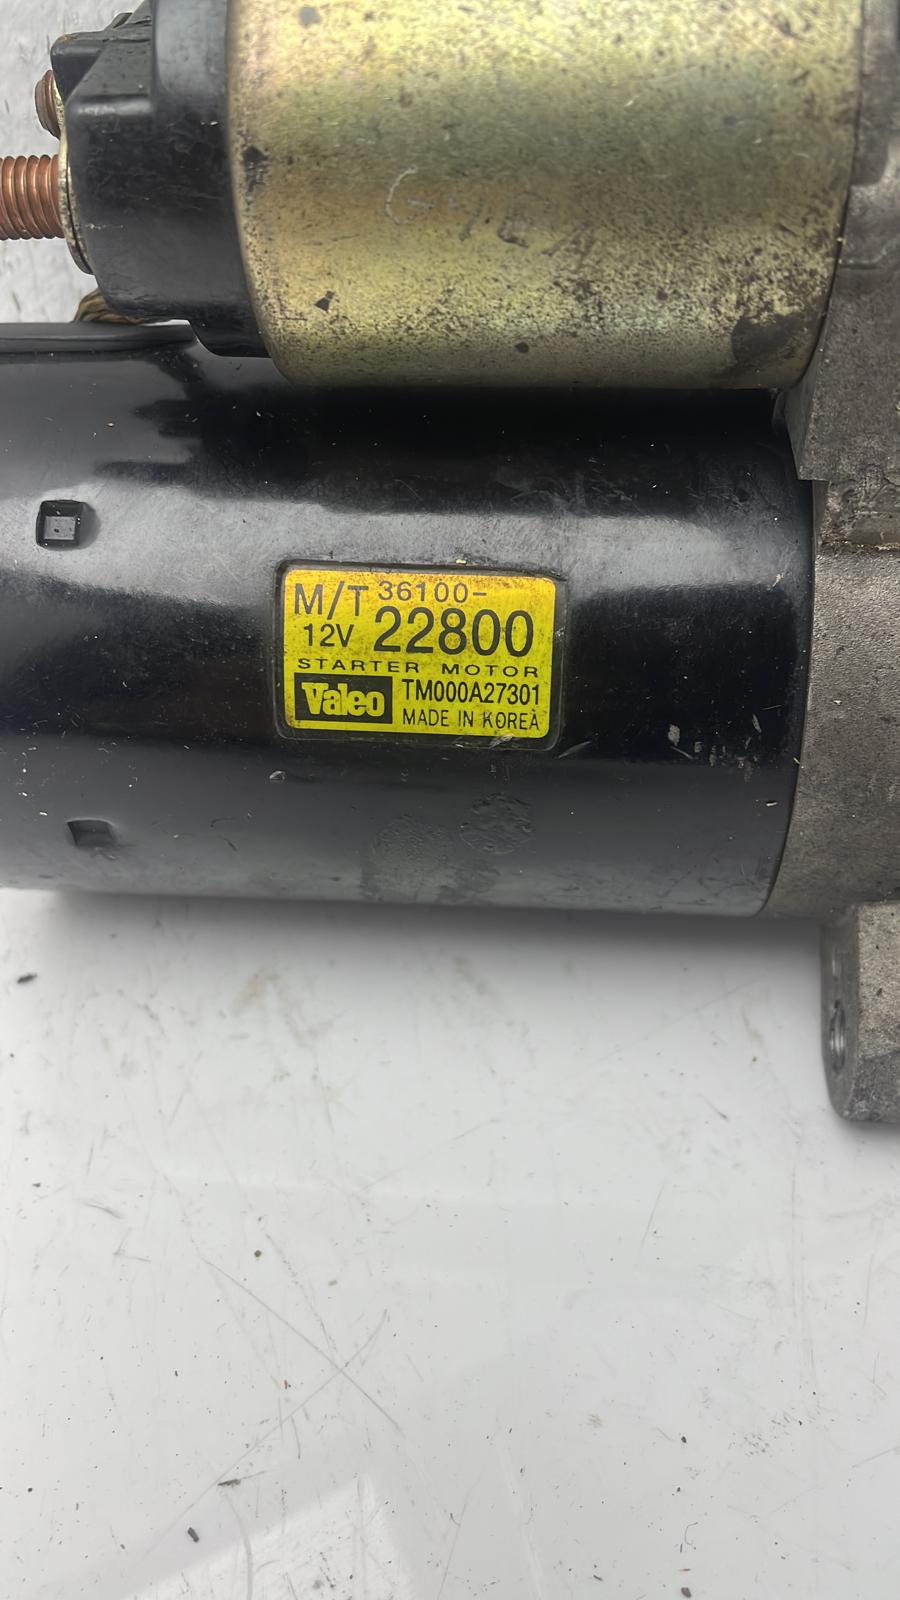 M/T 36100-
12V 22800
STARTER MOTOR
Valeo TM000A27301
MADE IN KOREA